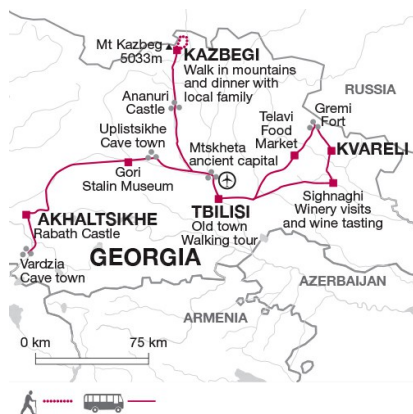 Mt Kazbeg
5033m
KAZBEGI
Walk in mountains
and dinner with
local family
RUSSIA
Ananuri
Castle
Telavi
Food
Market
Gremi
Fort
Uplistsikhe
Cave town
Mtskheta
ancient capital
KVARELI
Gori
Stalin Museum
Sighnaghi
Winery visits
and wine tasting
AKHALTSIKHE
Rabath Castle
TBILISI
Old town
Walking tour
Vardzia
Cave town
GEORGIA
AZERBAIJAN
ARMENIA
0 km
75 km